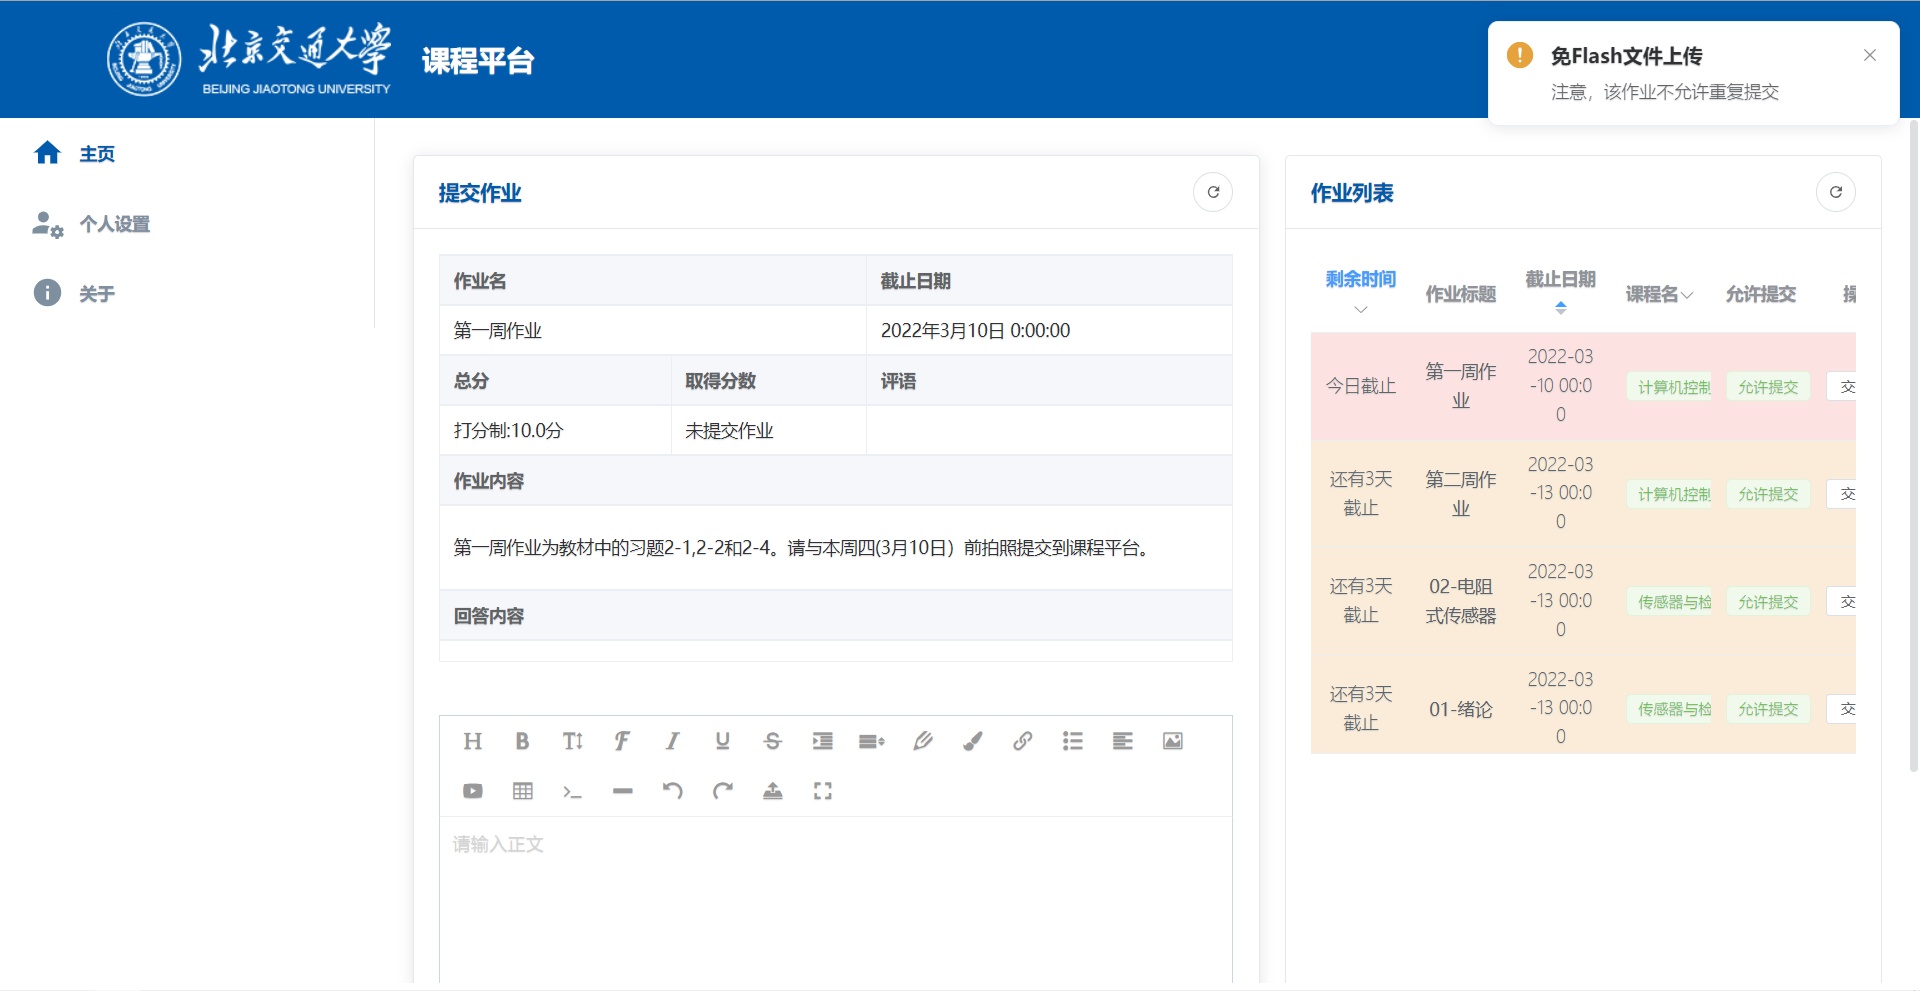 北京交通大学
BEIJING JIAOTONG UNIVERSITY
课程平台
免Flash文件上传
注意，该作业不允许重复提交
主页
个人设置
关于
提交作业
作业名 截止日期
第一周作业 2022年3月10日 0:00:00
总分 取得分数 评语
打分制:10.0分 未提交作业
作业内容
第一周作业为教材中的习题2-1,2-2和2-4。请与本周四(3月10日）前拍照提交到课程平台。
回答内容
请输入正文
作业列表
剩余时间 作业标题 截止日期 课程名 允许提交
今日截止 第一周作
业 2022-03
-10 00:0
0 计算机控制 允许提交 交
还有3天
截止 第二周作
业 2022-03
-13 00:0
0 计算机控制 允许提交 交
还有3天
截止 02-电阻
式传感器 2022-03
-13 00:0
0 传感器与检 允许提交 交
还有3天
截止 01-绪论 2022-03
-13 00:0
0 传感器与检 允许提交 交